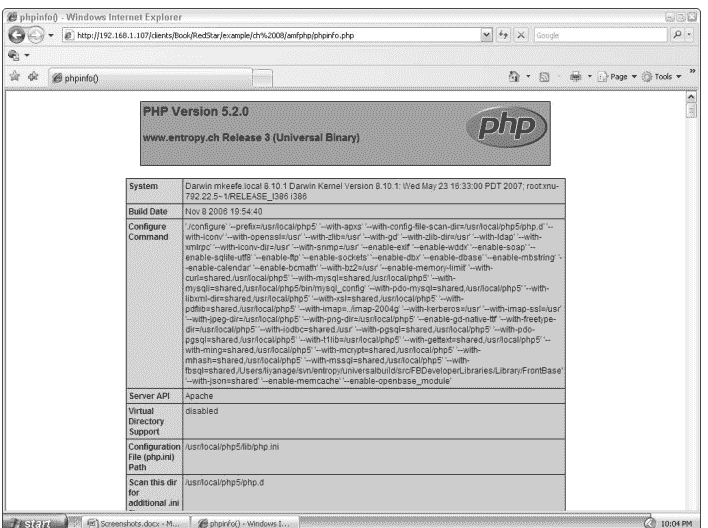 phpinfo() - Windows Internet Explorer
http://192.168.1.107/clients/Book/RedStar/example/ch%2008/amfphp/phpinfo.php
Google
phpinfo()
Page
Tools
PHP Version 5.2.0
php
www.entropy.ch Release 3 (Universal Binary)
System
Darwin mkeefe.local 8.10.1 Darwin Kernel Version 8.10.1: Wed May 23 16:33:00 PDT 2007; root:xnu-
792.22.5~1/RELEASE_I386 i386
Build Date
Nov 8 2006 19:54:40
Configure
Command
'./configure' '--prefix=/usr/local/php5' '--with-apxs' '--with-config-file-scan-dir=/usr/local/php5/php.d' '--
with-iconv' '--with-openssl=/usr' '--with-zlib=/usr' '--with-gd' '--with-zlib-dir=/usr' '--with-ldap' '--with-
xmlrpc' '--with-iconv-dir=/usr' '--with-snmp=/usr' '--enable-exif' '--enable-wddx' '--enable-soap' '--
enable-sqlite-utf8' '--enable-ftp' '--enable-sockets' '--enable-dbx' '--enable-dbase' '--enable-mbstring' '-
-enable-calendar' '--enable-bcmath' '--with-bz2=/usr' '--enable-memory-limit' '--with-
curl=shared,/usr/local/php5' '--with-mysql=shared,/usr/local/php5' '--with-
mysqli=shared,/usr/local/php5/bin/mysql_config' '--with-pdo-mysql=shared,/usr/local/php5' '--with-
libxml-dir=shared,/usr/local/php5' '--with-xsl=shared,/usr/local/php5' '--with-
pdflib=shared,/usr/local/php5' '--with-imap=../imap-2004g' '--with-kerberos=/usr' '--with-imap-ssl=/usr'
'--with-jpeg-dir=/usr/local/php5' '--with-png-dir=/usr/local/php5' '--enable-gd-native-ttf' '--with-freetype-
dir=/usr/local/php5' '--with-iodbc=shared,/usr' '--with-pgsql=shared,/usr/local/php5' '--with-pdo-
pgsql=shared,/usr/local/php5' '--with-t1lib=shared,/usr/local/php5' '--with-gettext=shared,/usr/local/php5' '--
with-ming=shared,/usr/local/php5' '--with-mcrypt=shared,/usr/local/php5' '--with-
mhash=shared,/usr/local/php5' '--with-mssql=shared,/usr/local/php5' '--with-
fbsql=shared,/Users/liyanage/svn/entropy/universalbuild/src/FBDeveloperLibraries/Library/FrontBase'
'--with-json=shared' '--enable-memcache' '--enable-openbase_module'
Server API
Apache
Virtual
Directory
Support
disabled
Configuration
File (php.ini)
Path
/usr/local/php5/lib/php.ini
Scan this dir
for
additional .ini
/usr/local/php5/php.d
start
Screenshots.docx - M...
phpinfo() - Windows I...
10:04 PM